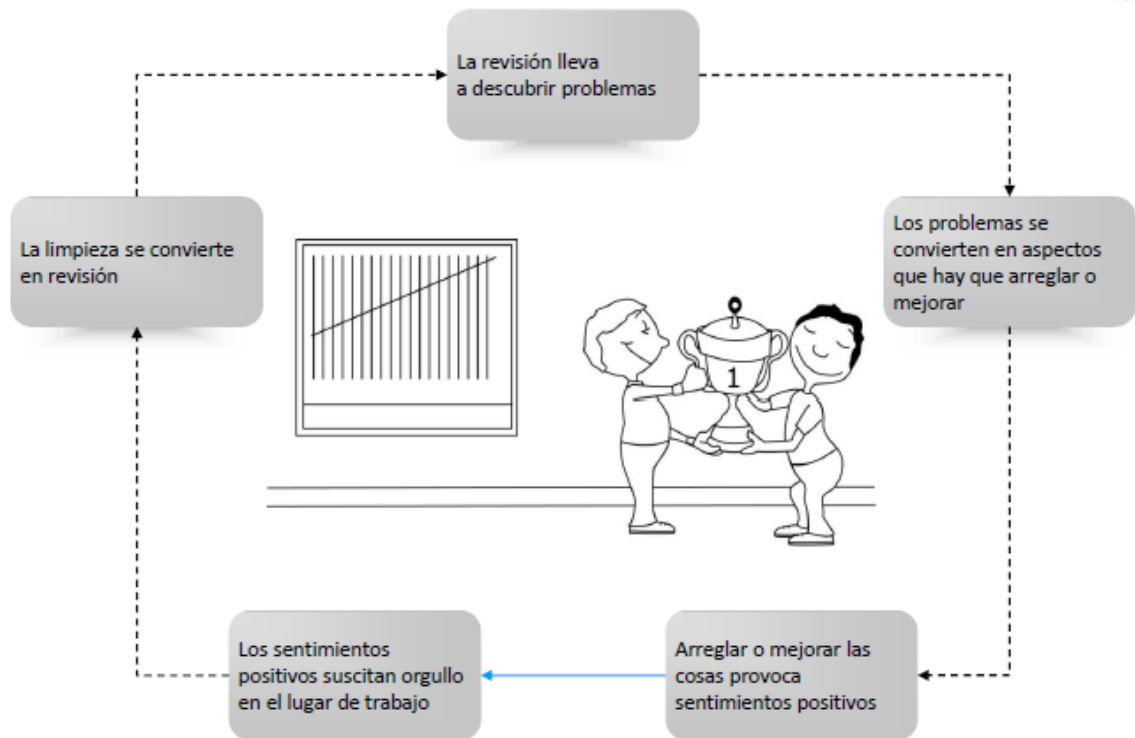 La revisión lleva
a descubrir problemas
La limpieza se convierte
en revisión
Los problemas se
convierten en aspectos
que hay que arreglar o
mejorar
1
Los sentimientos
positivos suscitan orgullo
en el lugar de trabajo
Arreglar o mejorar las
cosas provoca
sentimientos positivos